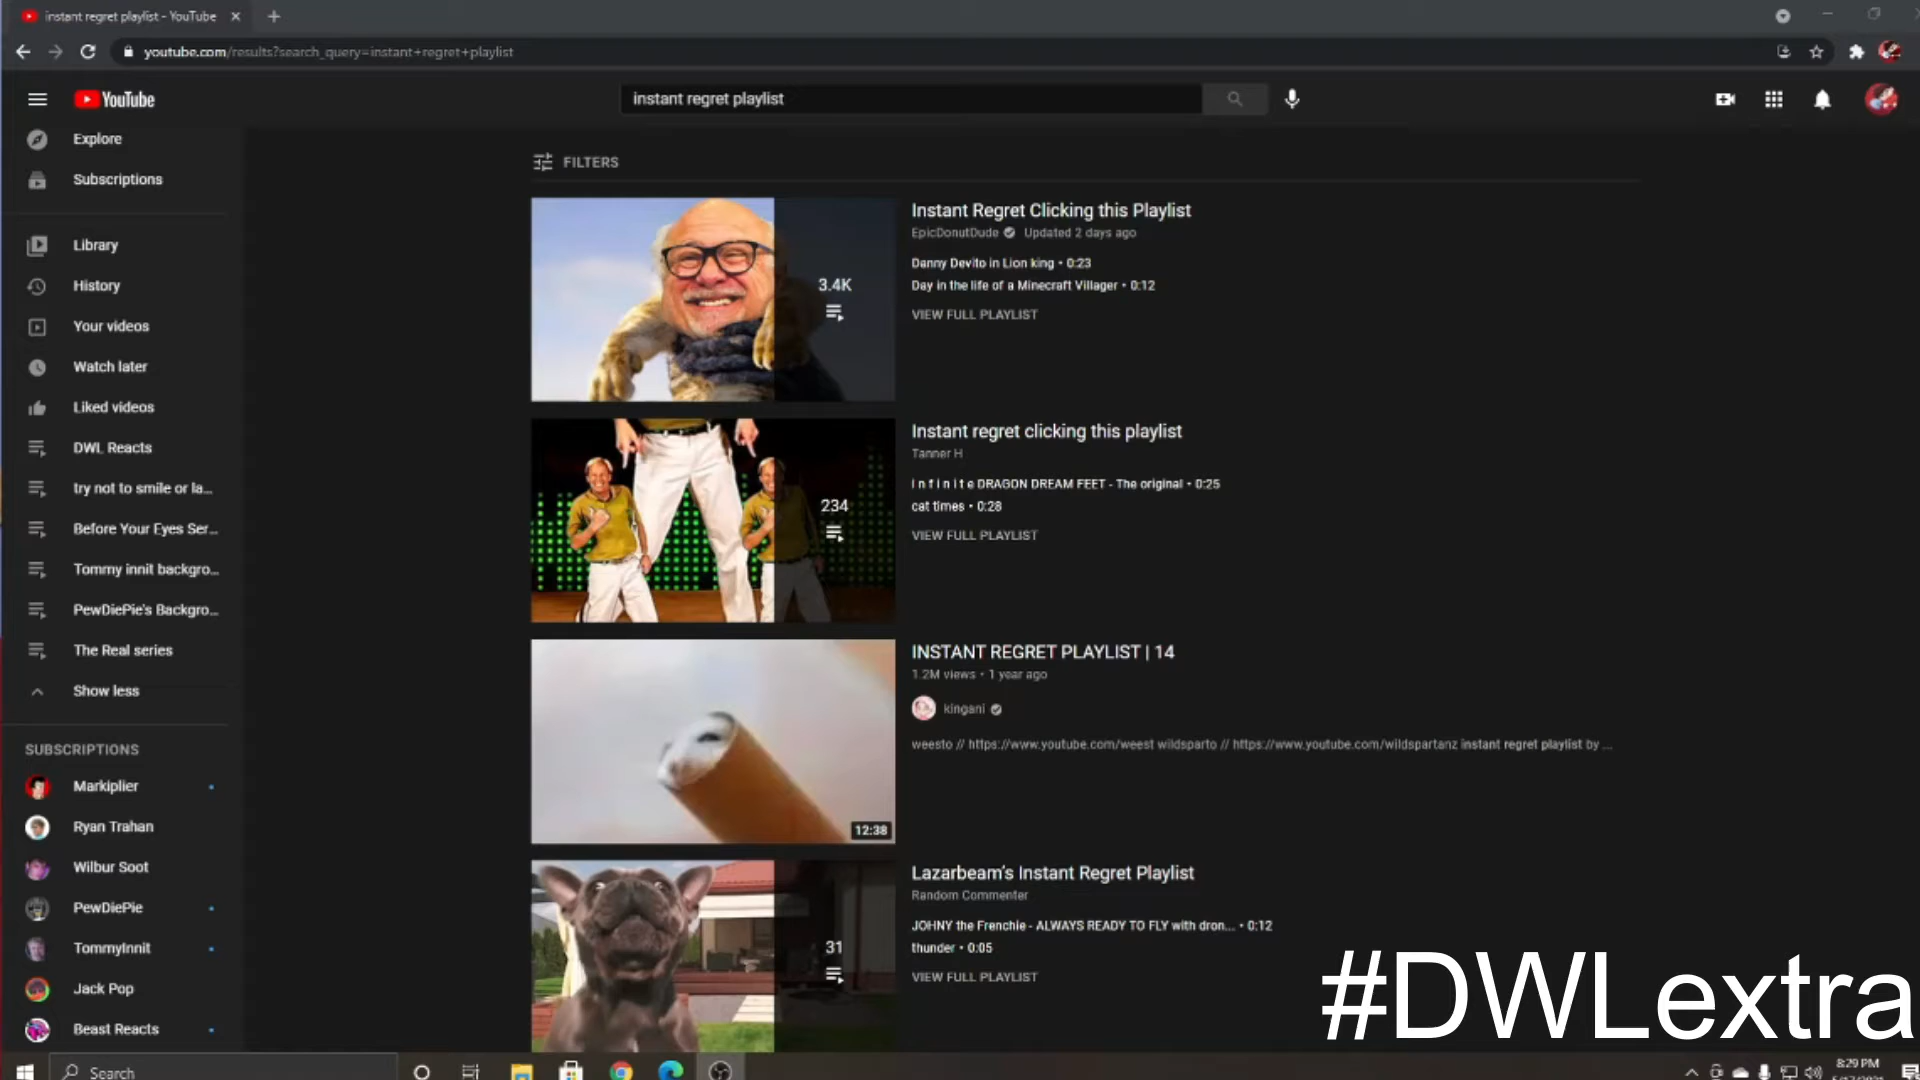 instant regret playlist - YouTube
youtube.com/results?search_query=instant+regret+playlist
YouTube
instant regret playlist
Explore
Subscriptions
Library
History
Your videos
Watch later
Liked videos
DWL Reacts
try not to smile or la...
Before Your Eyes Ser...
Tommy innit backgro...
PewDiePie's Backgro...
The Real series
Show less
SUBSCRIPTIONS
Markiplier
Ryan Trahan
Wilbur Soot
PewDiePie
TommyInnit
Jack Pop
Beast Reacts
FILTERS
3.4K
Instant Regret Clicking this Playlist
EpicDonutDude Updated 2 days ago
Danny Devito in Lion king • 0:23
Day in the life of a Minecraft Villager • 0:12
VIEW FULL PLAYLIST
234
Instant regret clicking this playlist
Tanner H
i n f i n i t e DRAGON DREAM FEET - The original • 0:25
cat times • 0:28
VIEW FULL PLAYLIST
12:38
INSTANT REGRET PLAYLIST | 14
1.2M views • 1 year ago
kingani
weesto // https://www.youtube.com/weest wildsparto // https://www.youtube.com/wildspartanz instant regret playlist by ...
31
Lazarbeam's Instant Regret Playlist
Random Commenter
JOHNY the Frenchie - ALWAYS READY TO FLY with dron... • 0:12
thunder • 0:05
VIEW FULL PLAYLIST
#DWLextra
Search
8:29 PM